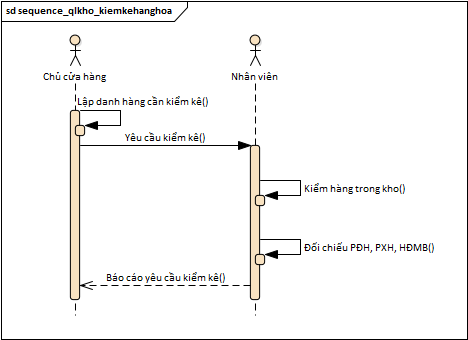 sd sequence_qlkho_kiemkehanghoa
Chủ cửa hàng
Nhân viên
Lập danh hàng cần kiểm kê()
Yêu cầu kiểm kê()
Kiểm hàng trong kho()
Đối chiếu PĐH, PXH, HĐMB()
Báo cáo yêu cầu kiểm kê()